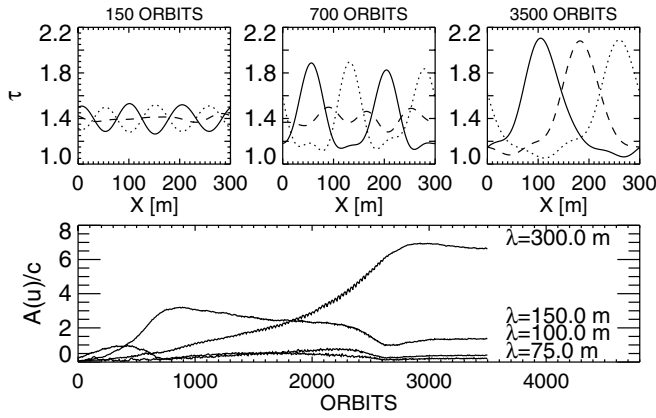 150 ORBITS
700 ORBITS
3500 ORBITS
2.2
1.8
1.4
1.0
τ
0 100 200 300
X [m]
2.2
1.8
1.4
1.0
0 100 200 300
X [m]
2.2
1.8
1.4
1.0
0 100 200 300
X [m]
8
6
4
2
0
A(u)/c
λ=300.0 m
λ=150.0 m
λ=100.0 m
λ=75.0 m
0 1000 2000 3000 4000
ORBITS